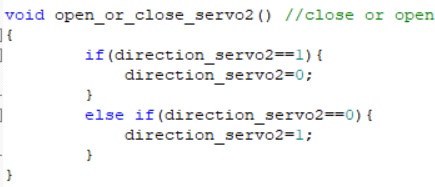 void open_or_close_servo2() //close or open
{
if(direction_servo2==1){
direction_servo2=0;
}
else if(direction_servo2==0){
direction_servo2=1;
}
}